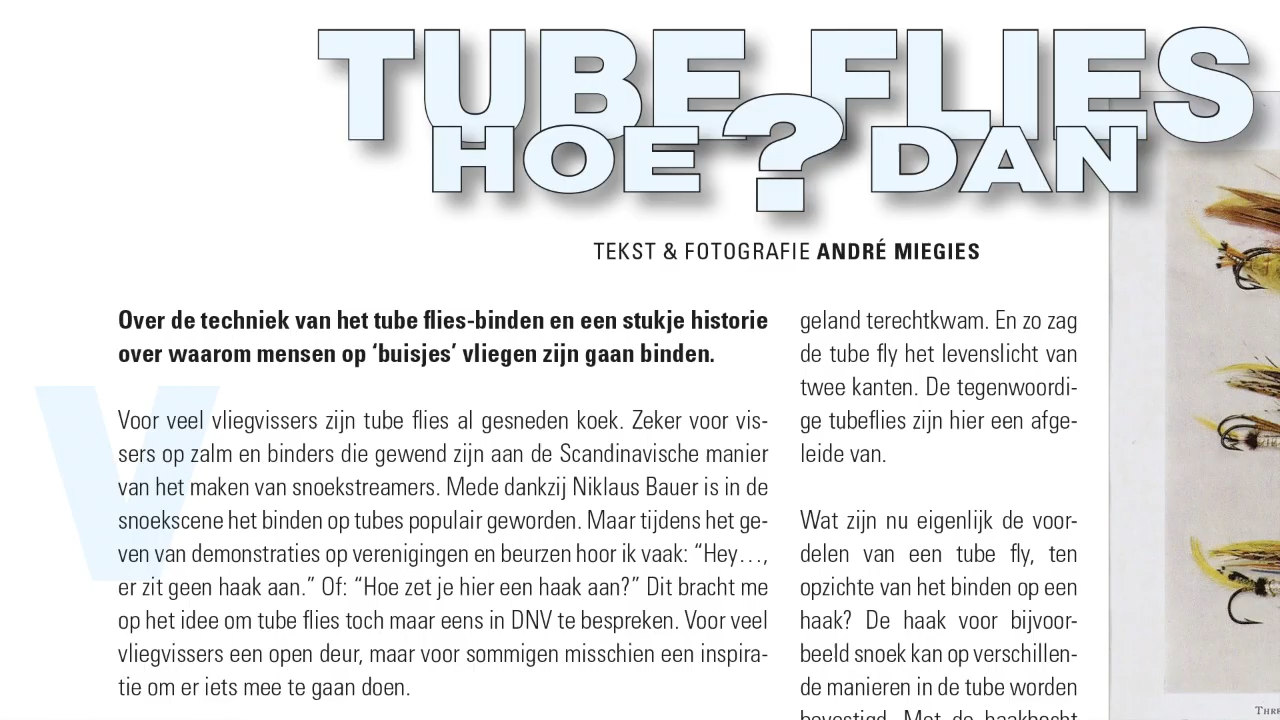 TUBE FLIES
HOE? DAN
TEKST & FOTOGRAFIE ANDRÉ MIEGIES
Over de techniek van het tube flies-binden en een stukje historie
over waarom mensen op ‘buisjes’ vliegen zijn gaan binden.
V
Voor veel vliegvissers zijn tube flies al gesneden koek. Zeker voor vis-
sers op zalm en binders die gewend zijn aan de Scandinavische manier
van het maken van snoekstreamers. Mede dankzij Niklaus Bauer is in de
snoekscene het binden op tubes populair geworden. Maar tijdens het ge-
ven van demonstraties op verenigingen en beurzen hoor ik vaak: “Hey…,
er zit geen haak aan.” Of: “Hoe zet je hier een haak aan?” Dit bracht me
op het idee om tube flies toch maar eens in DNV te bespreken. Voor veel
vliegvissers een open deur, maar voor sommigen misschien een inspira-
tie om er iets mee te gaan doen.
geland terechtkwam. En zo zag
de tube fly het levenslicht van
twee kanten. De tegenwoordi-
ge tubeflies zijn hier een afge-
leide van.
Wat zijn nu eigenlijk de voor-
delen van een tube fly, ten
opzichte van het binden op een
haak? De haak voor bijvoor-
beeld snoek kan op verschillen-
de manieren in de tube worden
bevestigd. Met de haakbocht